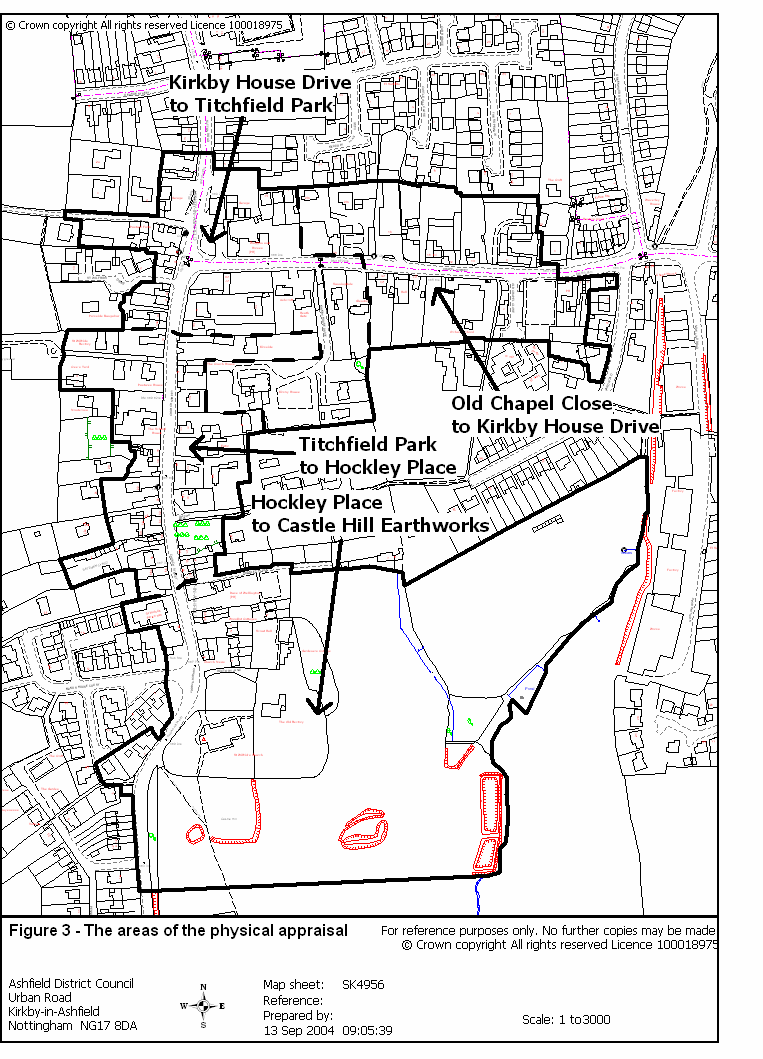 © Crown copyright All rights reserved Licence 100018975
Kirkby House Drive
to Titchfield Park
Old Chapel Close
to Kirkby House Drive
Titchfield Park
to Hockley Place
Hockley Place
to Castle Hill Earthworks
Figure 3 - The areas of the physical appraisal
For reference purposes only. No further copies may be made
© Crown copyright All rights reserved Licence 100018975
Ashfield District Council
Urban Road
Kirkby-in-Ashfield
Nottingham NG17 8DA
N
W E
S
Map sheet: SK4956
Reference:
Prepared by:
13 Sep 2004 09:05:39
Scale: 1 to3000